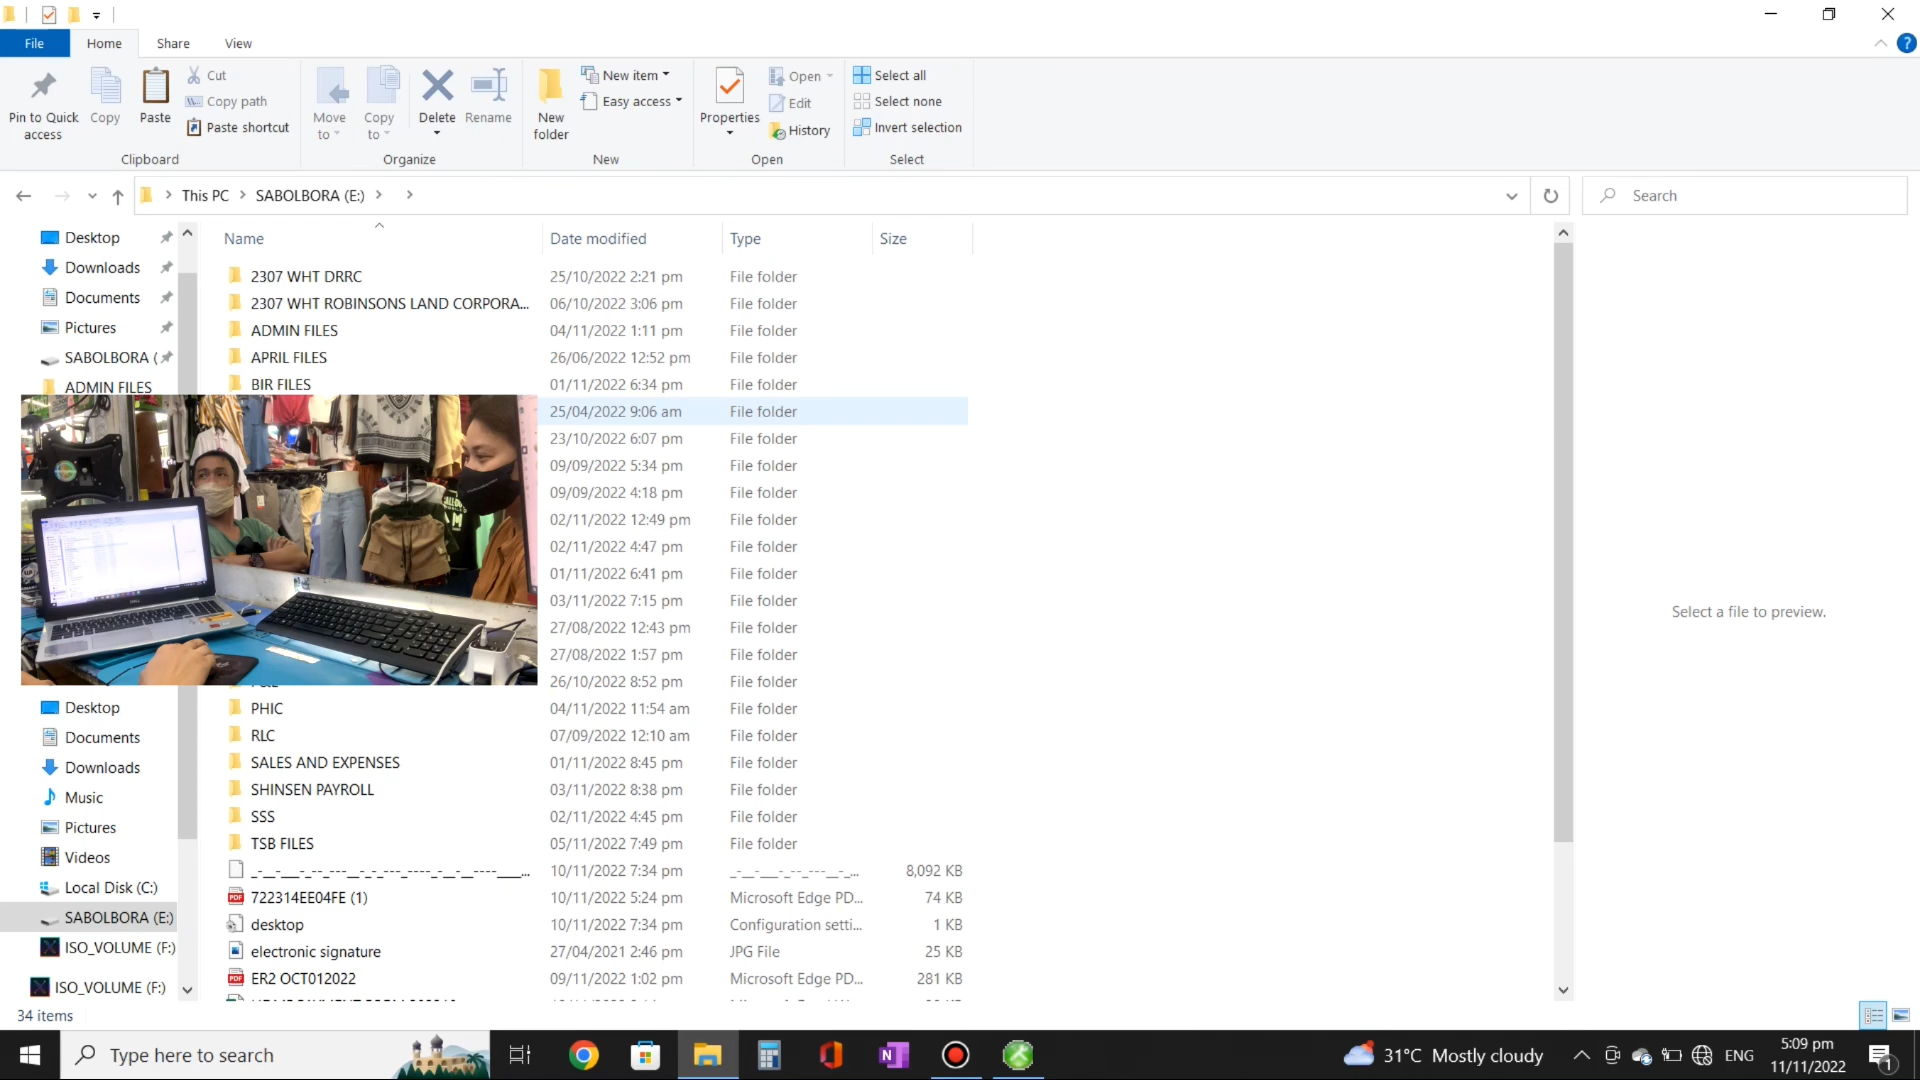 File Home Share View
Pin to Quick access
Copy
Paste
Cut
Copy path
Paste shortcut
Clipboard
Move to
Copy to
Delete
Rename
Organize
New folder
New item
Easy access
New
Properties
Open
Edit
History
Open
Select all
Select none
Invert selection
Select
This PC SABOLBORA (E:)
Search
Desktop
Downloads
Documents
Pictures
SABOLBORA (
ADMIN FILES
Desktop
Documents
Downloads
Music
Pictures
Videos
Local Disk (C:)
SABOLBORA (E:)
ISO_VOLUME (F:)
ISO_VOLUME (F:)
Name Date modified Type Size
2307 WHT DRRC 25/10/2022 2:21 pm File folder
2307 WHT ROBINSONS LAND CORPORA... 06/10/2022 3:06 pm File folder
ADMIN FILES 04/11/2022 1:11 pm File folder
APRIL FILES 26/06/2022 12:52 pm File folder
BIR FILES 01/11/2022 6:34 pm File folder
25/04/2022 9:06 am File folder
23/10/2022 6:07 pm File folder
09/09/2022 5:34 pm File folder
09/09/2022 4:18 pm File folder
02/11/2022 12:49 pm File folder
02/11/2022 4:47 pm File folder
01/11/2022 6:41 pm File folder
03/11/2022 7:15 pm File folder
27/08/2022 12:43 pm File folder
27/08/2022 1:57 pm File folder
26/10/2022 8:52 pm File folder
PHIC 04/11/2022 11:54 am File folder
RLC 07/09/2022 12:10 am File folder
SALES AND EXPENSES 01/11/2022 8:45 pm File folder
SHINSEN PAYROLL 03/11/2022 8:38 pm File folder
SSS 02/11/2022 4:45 pm File folder
TSB FILES 05/11/2022 7:49 pm File folder
10/11/2022 7:34 pm 8,092 KB
722314EE04FE (1) 10/11/2022 5:24 pm Microsoft Edge PD... 74 KB
desktop 10/11/2022 7:34 pm Configuration setti... 1 KB
electronic signature 27/04/2021 2:46 pm JPG File 25 KB
ER2 OCT012022 09/11/2022 1:02 pm Microsoft Edge PD... 281 KB
Select a file to preview.
34 items
Type here to search
31°C Mostly cloudy
ENG
5:09 pm
11/11/2022
1